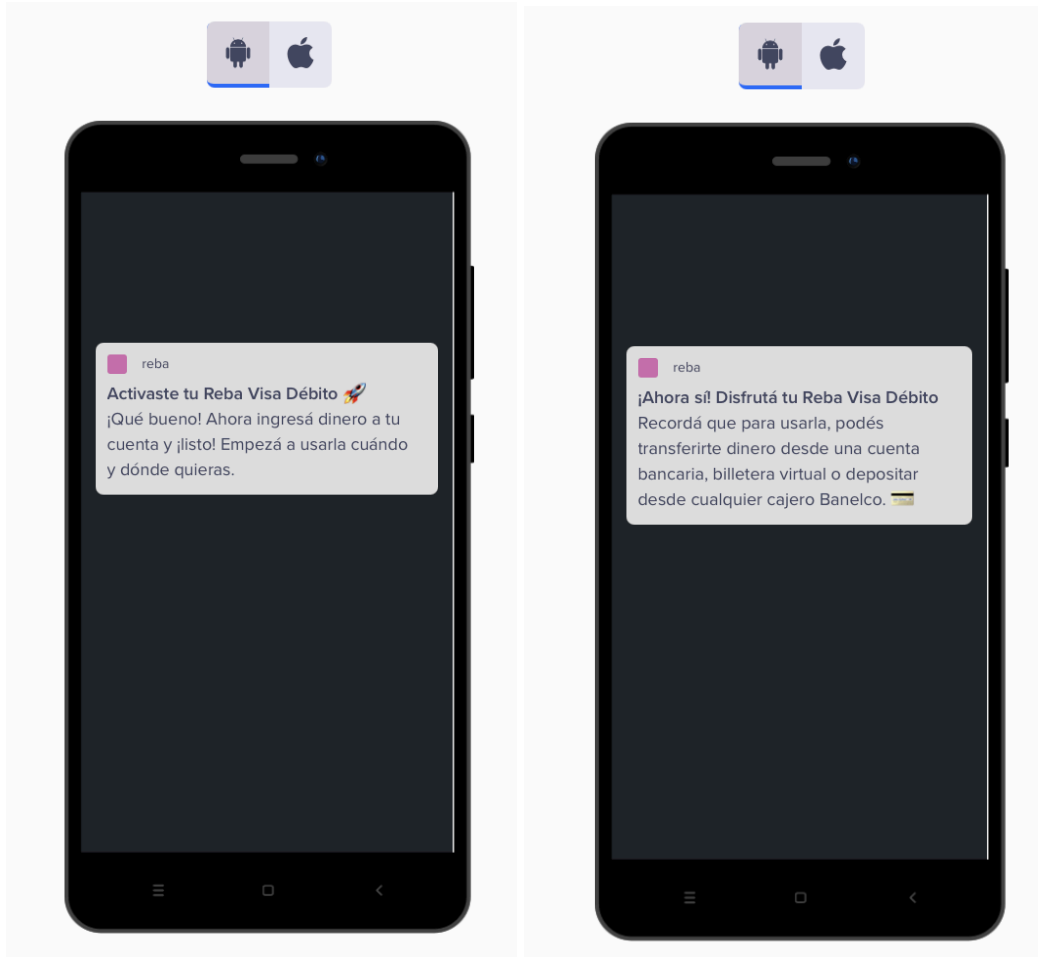 reba
Activaste tu Reba Visa Débito 🚀
¡Qué bueno! Ahora ingresá dinero a tu
cuenta y ¡listo! Empezá a usarla cuándo
y dónde quieras.
reba
¡Ahora sí! Disfrutá tu Reba Visa Débito
Recordá que para usarla, podés
transferirte dinero desde una cuenta
bancaria, billetera virtual o depositar
desde cualquier cajero Banelco. 💳